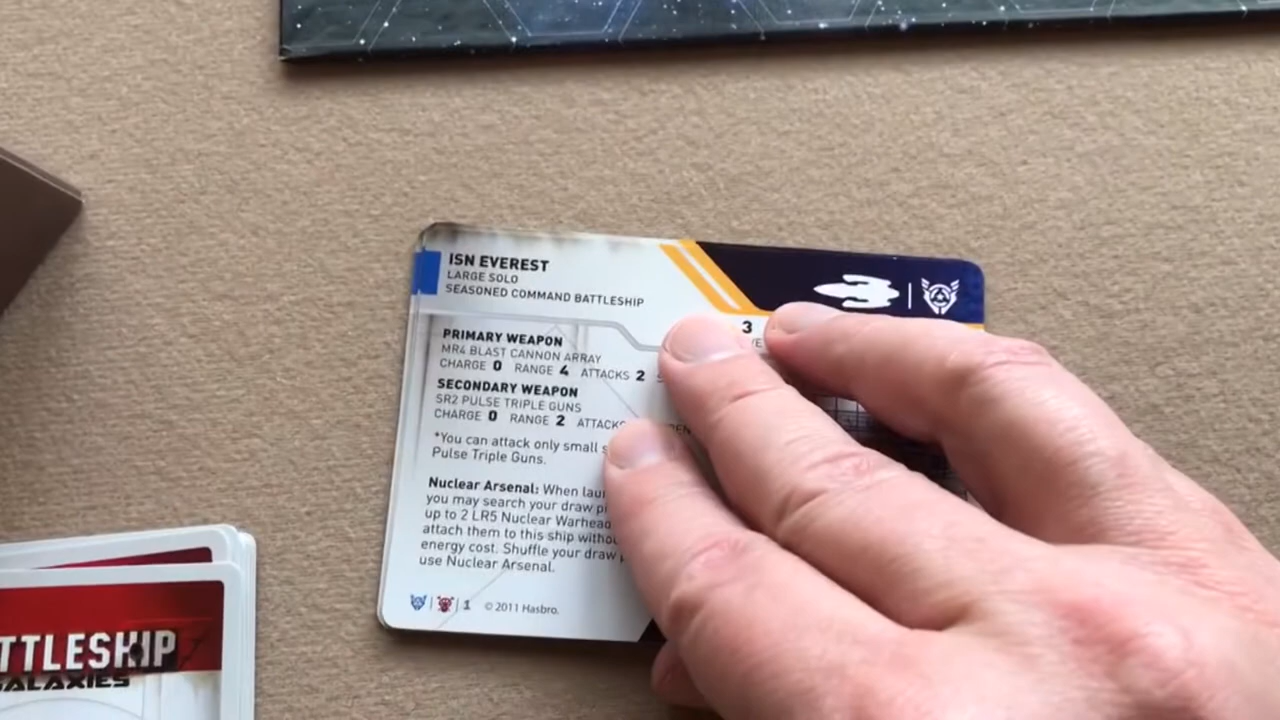 ISN EVEREST
LARGE SOLO
SEASONED COMMAND BATTLESHIP
3
PRIMARY WEAPON
MR4 BLAST CANNON ARRAY
CHARGE 0 RANGE 4 ATTACKS 2
SECONDARY WEAPON
SR2 PULSE TRIPLE GUNS
CHARGE 0 RANGE 2 ATTACKS
*You can attack only small
Pulse Triple Guns.
Nuclear Arsenal: When
you may search your draw
up to 2 LR5 Nuclear Warhead
attach them to this ship
energy cost. Shuffle your draw
use Nuclear Arsenal.
1 © 2011 Hasbro.
TTLESHIP
GALAXIES